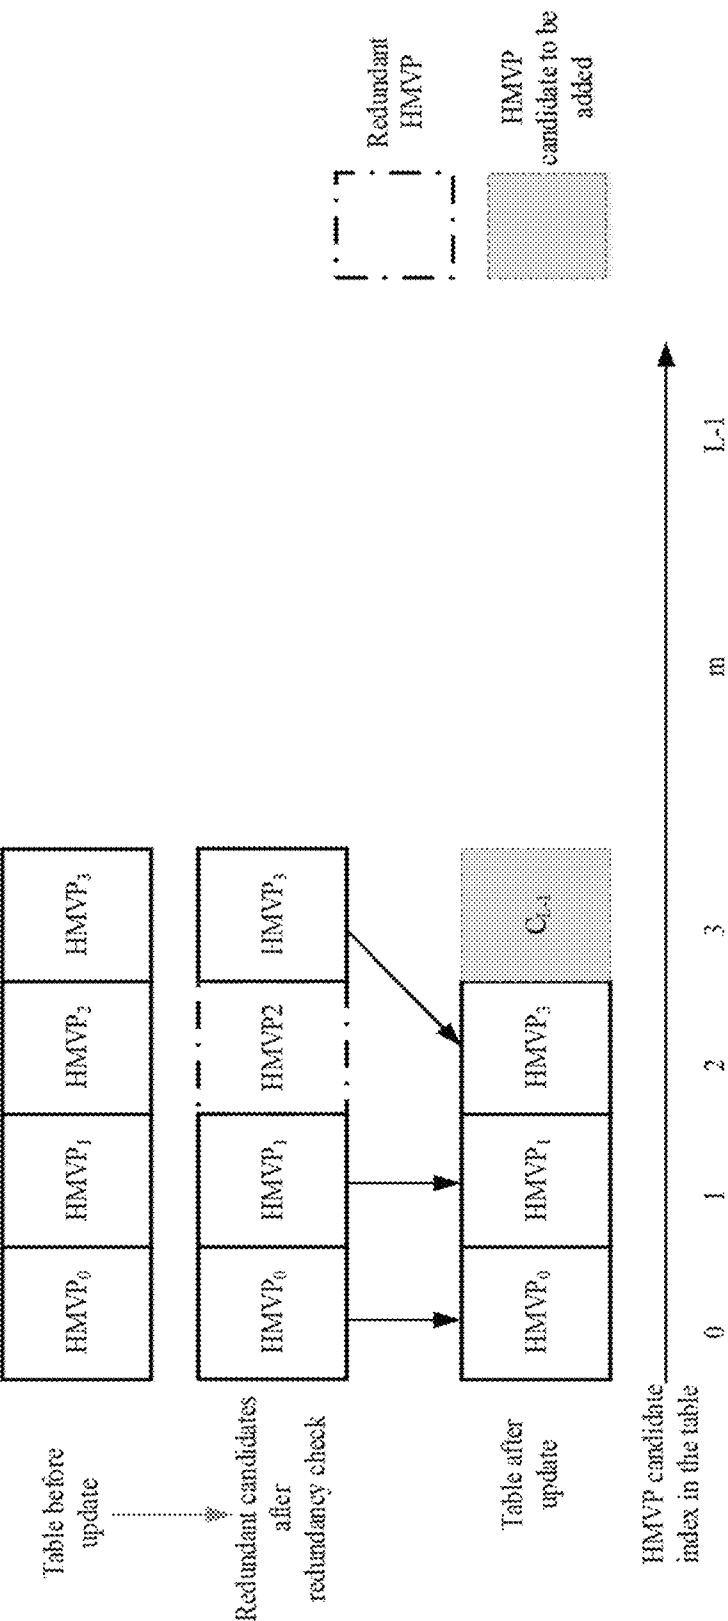 Table before
update
HMVP0
HMVP1
HMVP2
HMVP3
Redundant candidates
after
redundancy check
HMVP0
HMVP1
HMVP2
HMVP3
Redundant
HMVP
Table after
update
HMVP0
HMVP1
HMVP3
CL-1
HMVP
candidate to be
added
HMVP candidate
index in the table
0
1
2
3
m
L-1